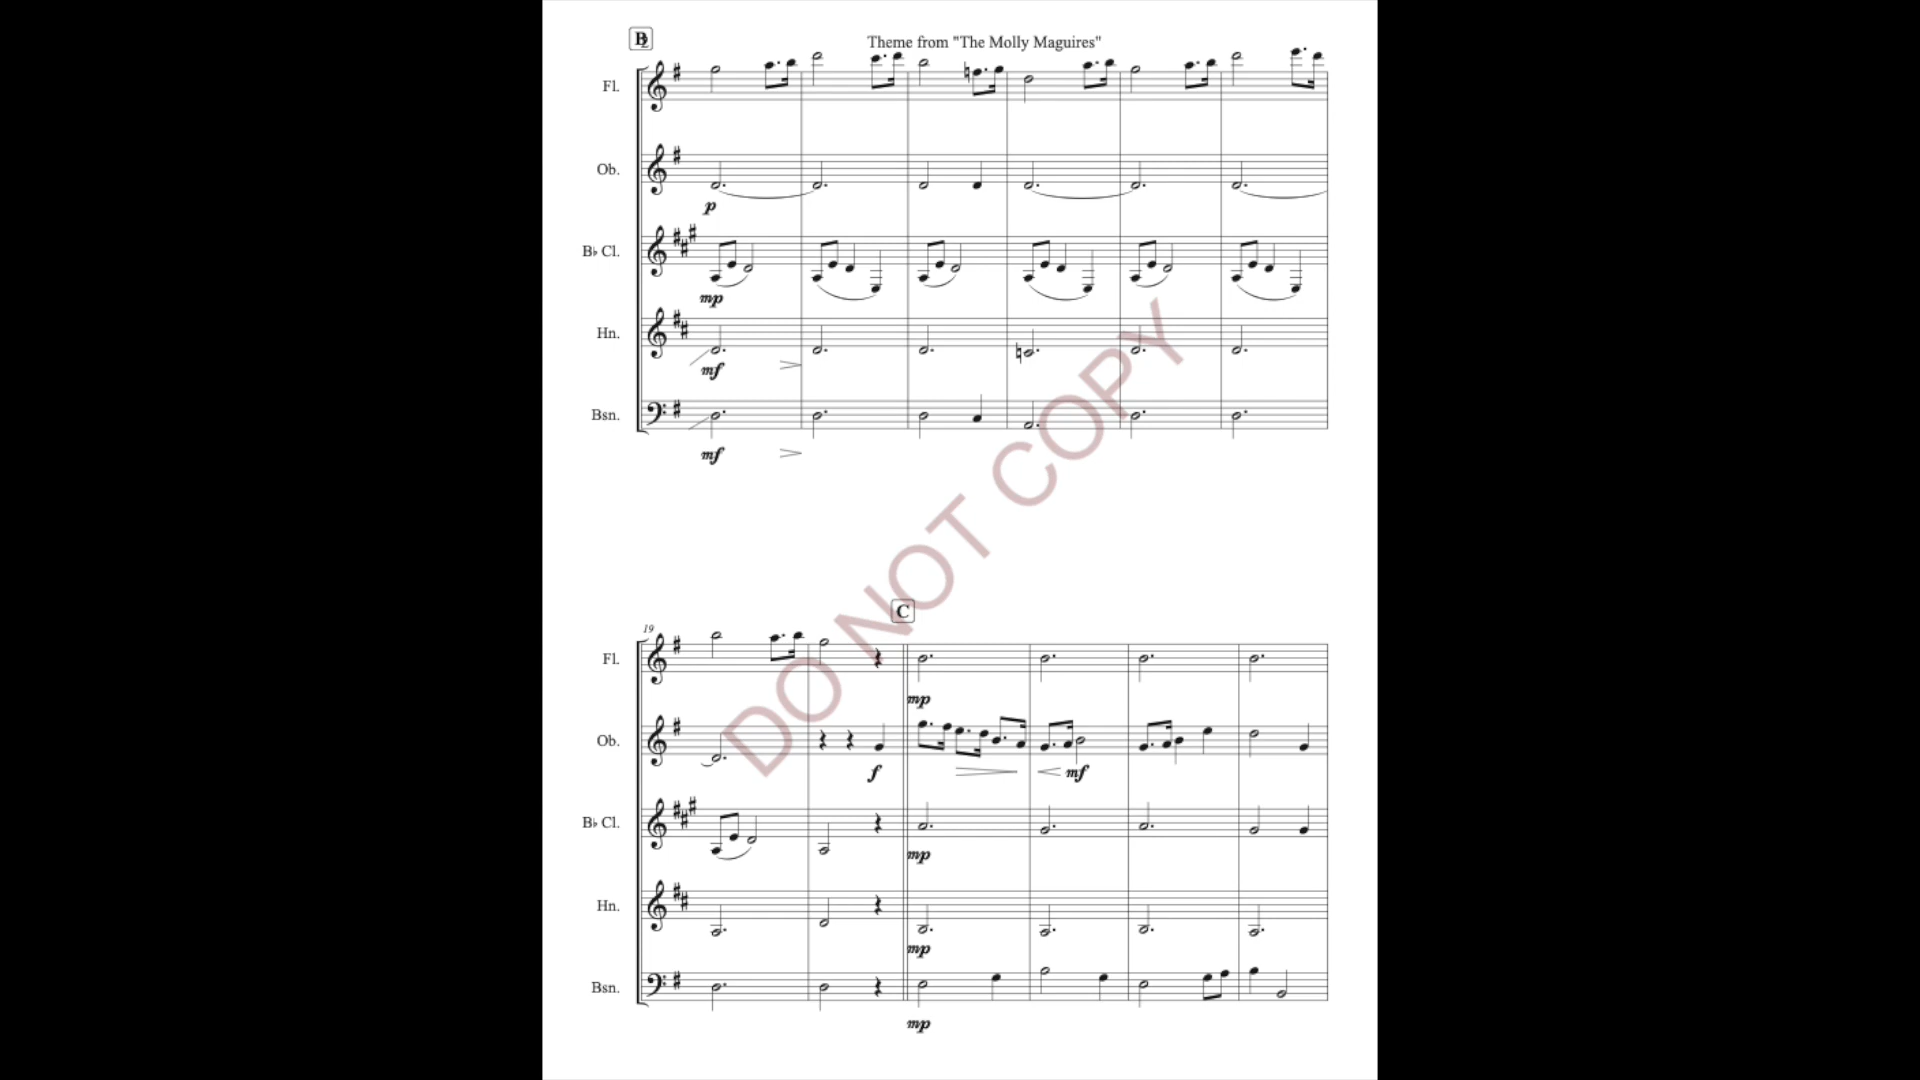 B
Theme from "The Molly Maguires"
Fl.
Ob.
p
B♭ Cl.
mp
Hn.
mf
Bsn.
mf
DO NOT COPY
C
19
Fl.
mp
Ob.
f
mf
B♭ Cl.
mp
Hn.
mp
Bsn.
mp